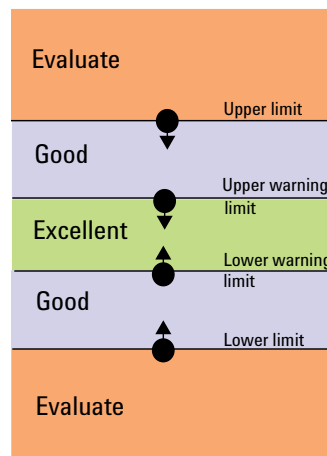 Evaluate
Upper limit
Good
Upper warning
limit
Excellent
Lower warning
limit
Good
Lower limit
Evaluate